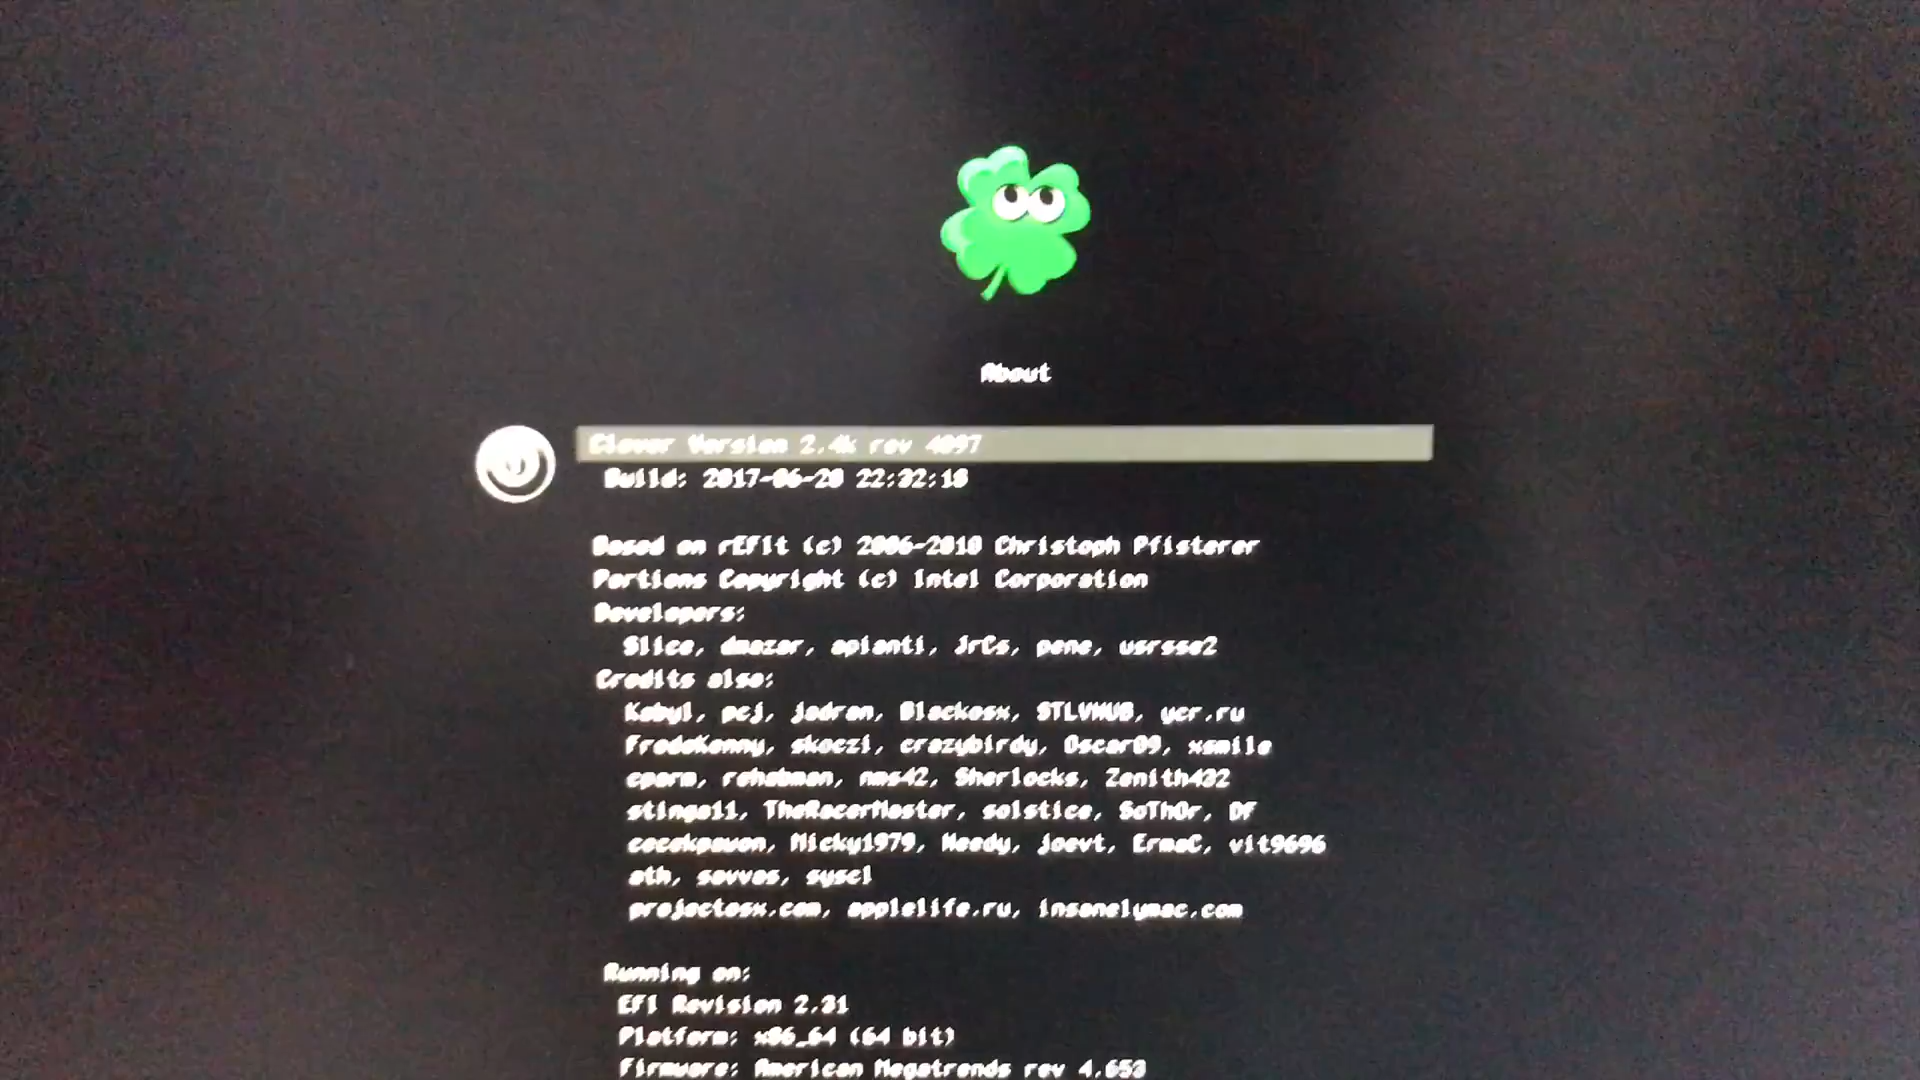 About
Clover Version 2.4k rev 4097
Build: 2017-06-20 22:32:18
Based on rEFIt (c) 2006-2010 Christoph Pfisterer
Portions Copyright (c) Intel Corporation
Developers:
Slice, dmazar, apianti, JrCs, pene, usrsse2
Credits also:
Kabyl, pcj, jadran, Blackosx, STLVNUB, ycr.ru
FredeKenny, skoczi, crazybirdy, Oscar09, xsmile
cparm, rehabman, nms42, Sherlocks, Zenith432
stinga11, TheRacerMaster, solstice, SoThOr, DF
cecekpawon, Micky1979, Needy, joevt, ErmaC, vit9696
ath, savvas, syscl
projectosx.com, applelife.ru, insanelymac.com
Running on:
EFI Revision 2.31
Platform: x86_64 (64 bit)
Firmware: American Megatrends rev 4.653